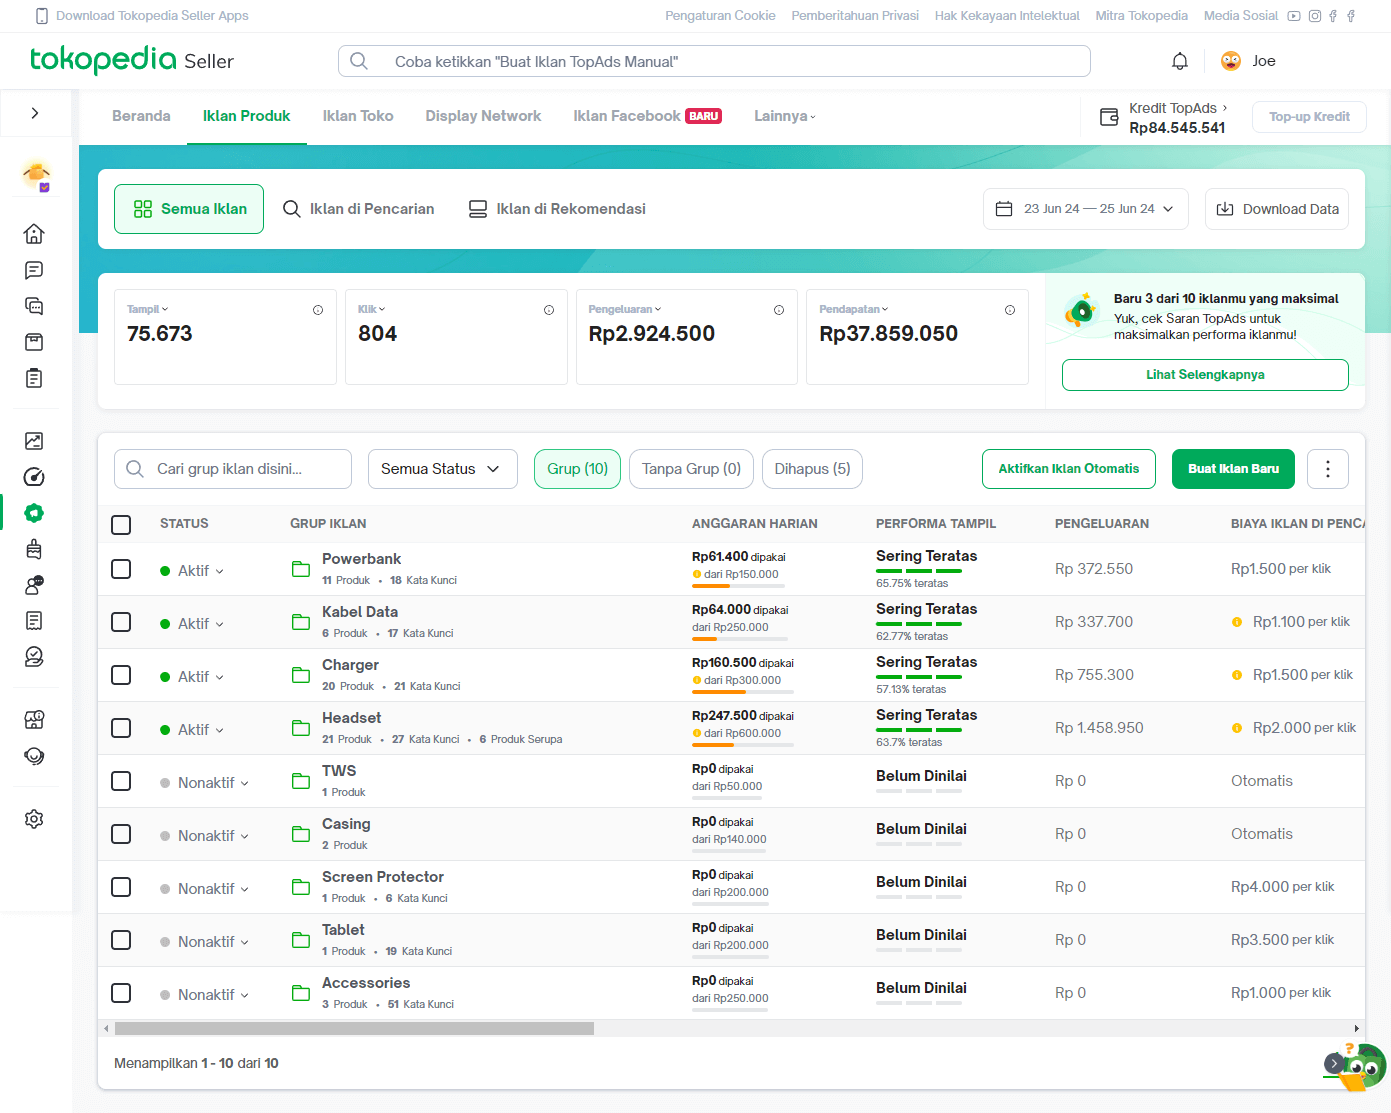 Download Tokopedia Seller Apps
Pengaturan Cookie Pemberitahuan Privasi Hak Kekayaan Intelektual Mitra Tokopedia Media Sosial
tokopedia Seller
Coba ketikkan "Buat Iklan TopAds Manual"
Joe
Beranda Iklan Produk Iklan Toko Display Network Iklan Facebook BARU Lainnya
Kredit TopAds
Rp84.545.541
Top-up Kredit
Semua Iklan Iklan di Pencarian Iklan di Rekomendasi
23 Jun 24 — 25 Jun 24
Download Data
Tampil
75.673
Klik
804
Pengeluaran
Rp2.924.500
Pendapatan
Rp37.859.050
Baru 3 dari 10 iklanmu yang maksimal
Yuk, cek Saran TopAds untuk
maksimalkan performa iklanmu!
Lihat Selengkapnya
Cari grup iklan disini...
Semua Status
Grup (10) Tanpa Grup (0) Dihapus (5)
Aktifkan Iklan Otomatis
Buat Iklan Baru
STATUS GRUP IKLAN ANGGARAN HARIAN PERFORMA TAMPIL PENGELUARAN BIAYA IKLAN DI PENCA
Aktif
Powerbank
11 Produk • 18 Kata Kunci
Rp61.400 dipakai
dari Rp150.000
Sering Teratas
65.75% teratas
Rp 372.550
Rp1.500 per klik
Aktif
Kabel Data
6 Produk • 17 Kata Kunci
Rp64.000 dipakai
dari Rp250.000
Sering Teratas
62.77% teratas
Rp 337.700
Rp1.100 per klik
Aktif
Charger
20 Produk • 21 Kata Kunci
Rp160.500 dipakai
dari Rp300.000
Sering Teratas
57.13% teratas
Rp 755.300
Rp1.500 per klik
Aktif
Headset
21 Produk • 27 Kata Kunci • 6 Produk Serupa
Rp247.500 dipakai
dari Rp600.000
Sering Teratas
63.7% teratas
Rp 1.458.950
Rp2.000 per klik
Nonaktif
TWS
1 Produk
Rp0 dipakai
dari Rp50.000
Belum Dinilai
Rp 0
Otomatis
Nonaktif
Casing
2 Produk
Rp0 dipakai
dari Rp140.000
Belum Dinilai
Rp 0
Otomatis
Nonaktif
Screen Protector
1 Produk • 6 Kata Kunci
Rp0 dipakai
dari Rp200.000
Belum Dinilai
Rp 0
Rp4.000 per klik
Nonaktif
Tablet
1 Produk • 19 Kata Kunci
Rp0 dipakai
dari Rp200.000
Belum Dinilai
Rp 0
Rp3.500 per klik
Nonaktif
Accessories
3 Produk • 51 Kata Kunci
Rp0 dipakai
dari Rp250.000
Belum Dinilai
Rp 0
Rp1.000 per klik
Menampilkan 1 - 10 dari 10